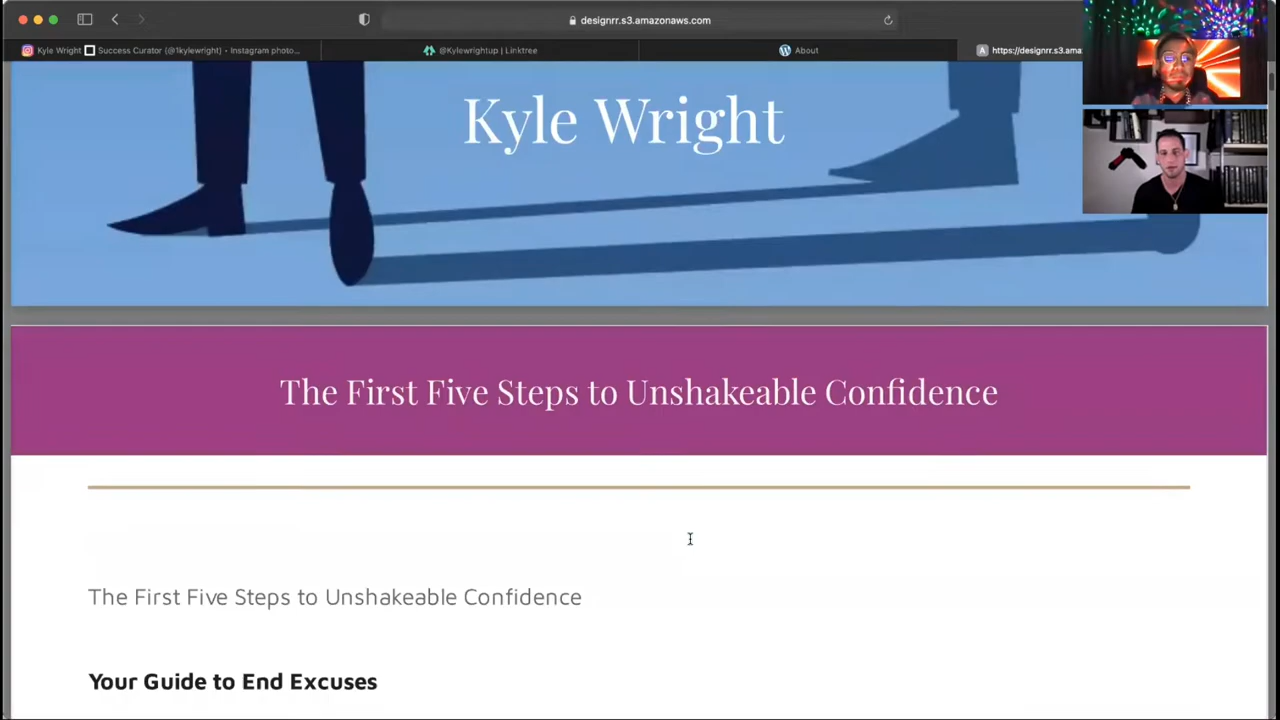 designrr.s3.amazonaws.com
Kyle Wright Success Curator (@1kylewright) • Instagram photo...
@Kylewrightup | Linktree
About
https://designrr.s3.ama
Kyle Wright
The First Five Steps to Unshakeable Confidence
The First Five Steps to Unshakeable Confidence
Your Guide to End Excuses